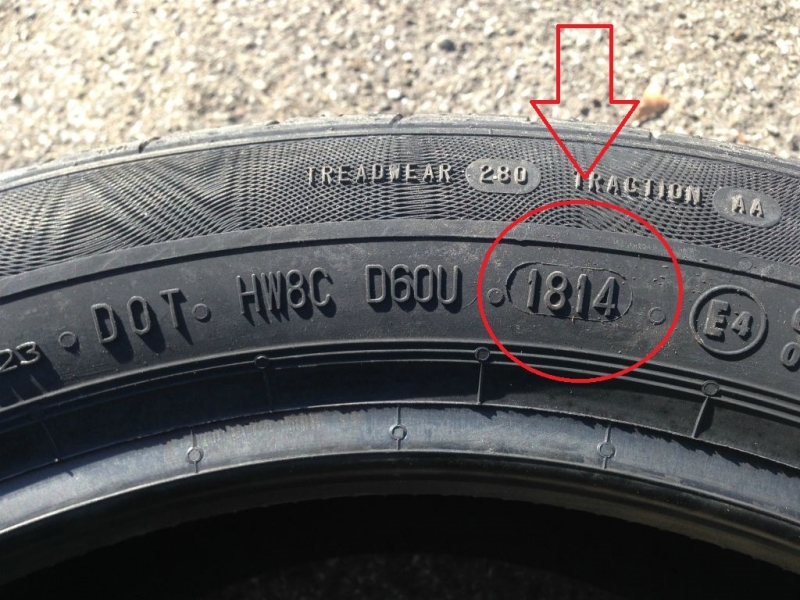 TREADWEAR 280 TRACTION AA
23 DOT HW8C D60U 1814 E4